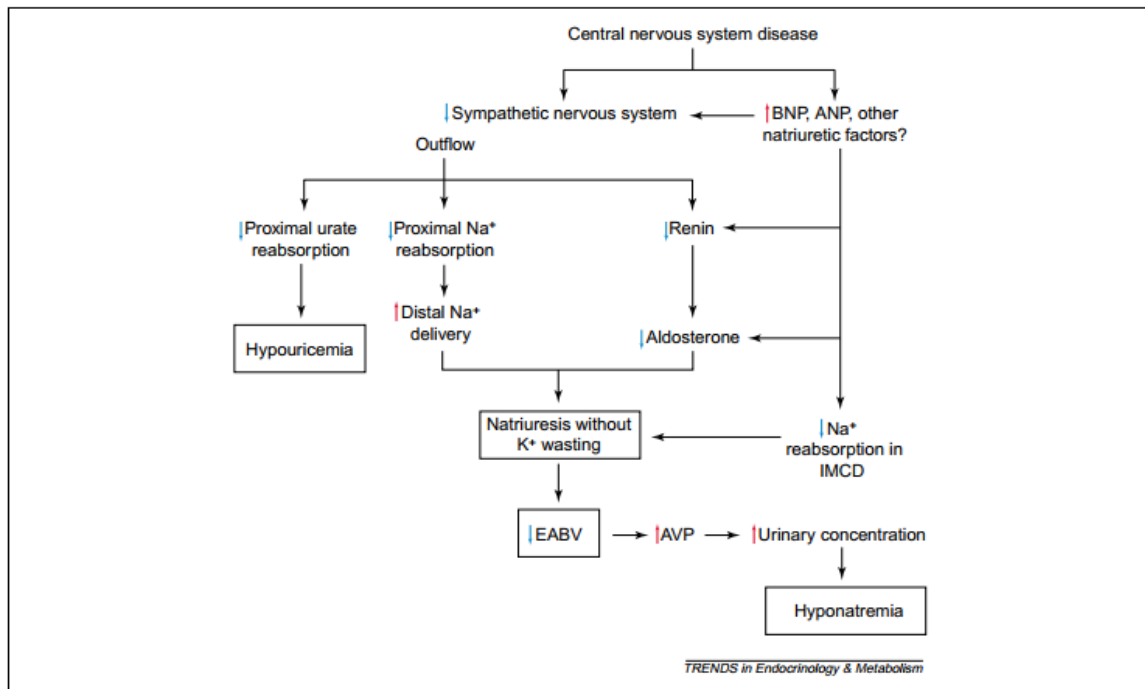 Central nervous system disease
↓Sympathetic nervous system
Outflow
↑BNP, ANP, other
natriuretic factors?
↓Proximal urate
reabsorption
↓Proximal Na⁺
reabsorption
↓Renin
↑Distal Na⁺
delivery
Hypouricemia
↓Aldosterone
Natriuresis without
K⁺ wasting
↓Na⁺
reabsorption in
IMCD
↓EABV
↑AVP
↑Urinary concentration
Hyponatremia
TRENDS in Endocrinology & Metabolism